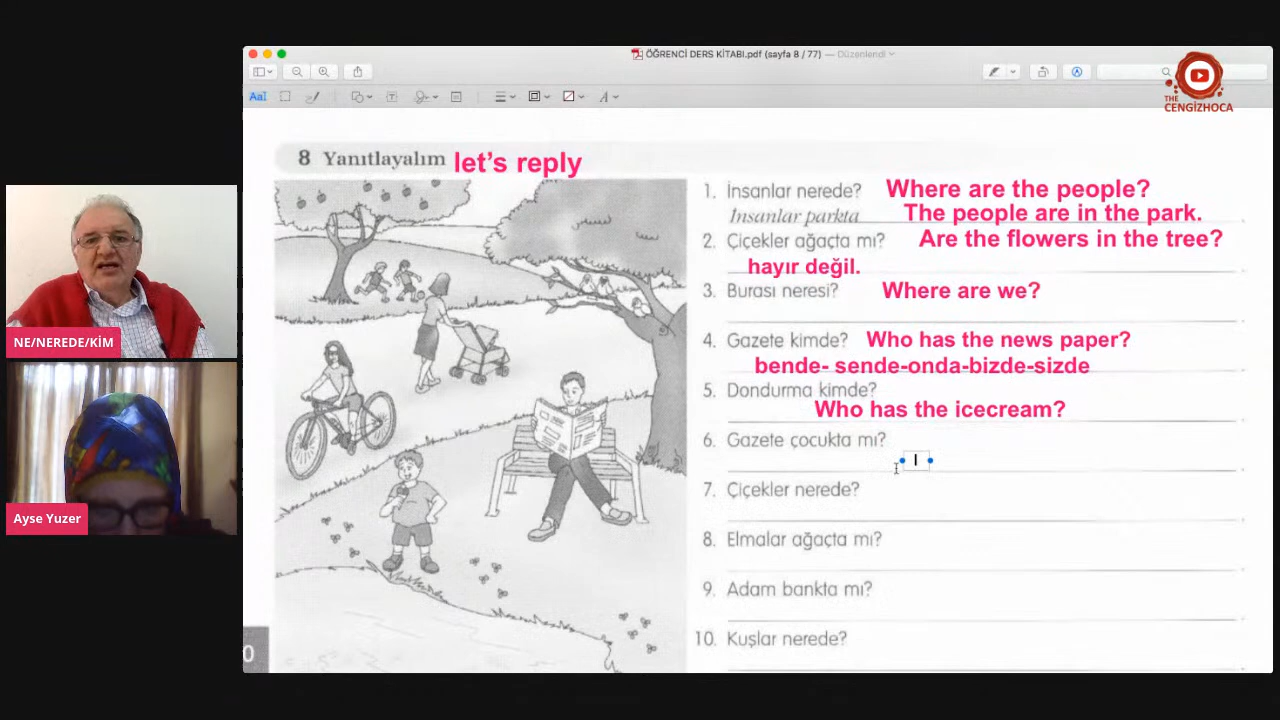 ÖĞRENCİ DERS KİTABI.pdf (sayfa 8 / 77) — Düzenlendi
THE
CENGİZHOCA
8 Yanıtlayalım let's reply
1. İnsanlar nerede? Where are the people?
İnsanlar parkta The people are in the park.
2. Çiçekler ağaçta mı? Are the flowers in the tree?
hayır değil.
3. Burası neresi? Where are we?
4. Gazete kimde? Who has the news paper?
bende- sende-onda-bizde-sizde
5. Dondurma kimde?
Who has the icecream?
6. Gazete çocukta mı?
7. Çiçekler nerede?
8. Elmalar ağaçta mı?
9. Adam bankta mı?
10. Kuşlar nerede?
NE/NEREDE/KİM
Ayse Yuzer